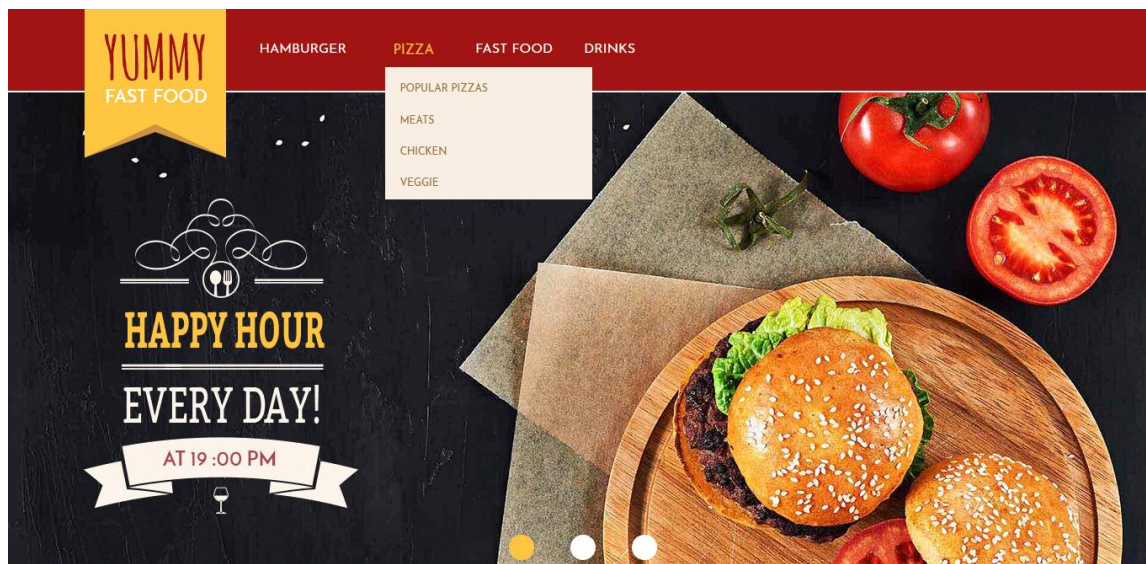 YUMMY
FAST FOOD
HAMBURGER
PIZZA
FAST FOOD
DRINKS
POPULAR PIZZAS
MEATS
CHICKEN
VEGGIE
HAPPY HOUR
EVERY DAY!
AT 19 :00 PM